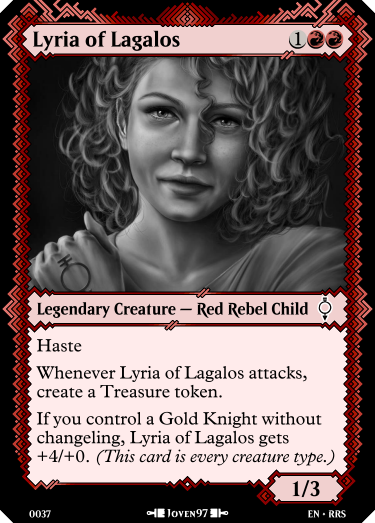 Lyria of Lagalos 1
Legendary Creature — Red Rebel Child
Haste
Whenever Lyria of Lagalos attacks,
create a Treasure token.
If you control a Gold Knight without
changeling, Lyria of Lagalos gets
+4/+0. (This card is every creature type.)
1/3
0037 JOVEN97 EN • RRS